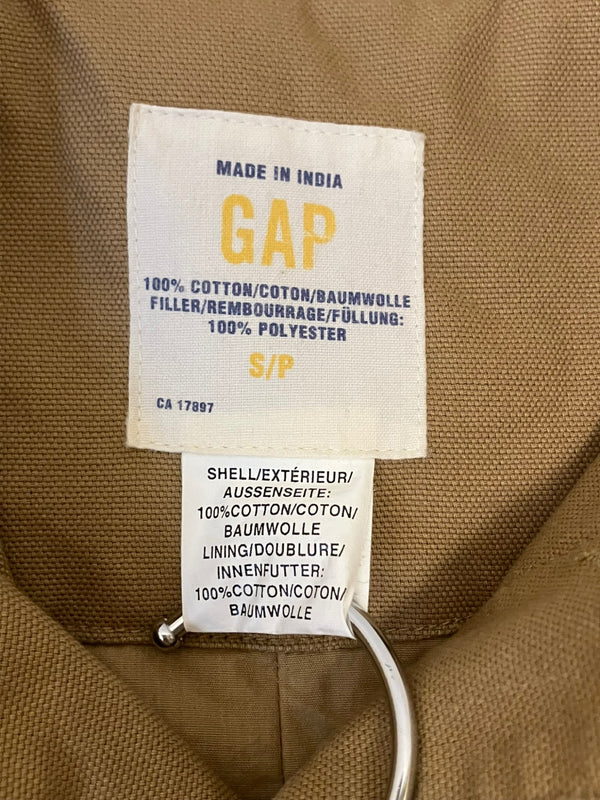 MADE IN INDIA
GAP
100% COTTON/COTON/BAUMWOLLE
FILLER/REMBOURRAGE/FÜLLUNG:
100% POLYESTER
S/P
CA 17897
SHELL/EXTÉRIEUR/
AUSSENSEITE:
100%COTTON/COTON/
BAUMWOLLE
LINING/DOUBLURE/
INNENFUTTER:
100%COTTON/COTON/
BAUMWOLLE